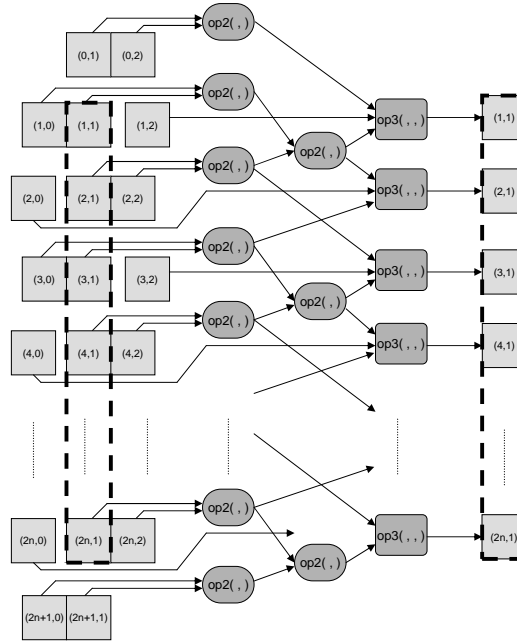 op2( , )
(0,1) (0,2)
op2( , )
(1,0) (1,1) (1,2) op3( , , ) (1,1)
op2( , )
op2( , )
(2,0) (2,1) (2,2) op3( , , ) (2,1)
op2( , )
(3,0) (3,1) (3,2) op3( , , ) (3,1)
op2( , )
op2( , )
(4,0) (4,1) (4,2) op3( , , ) (4,1)
op2( , )
(2n,0) (2n,1) (2n,2) op3( , , ) (2n,1)
op2( , )
op2( , )
(2n+1,0) (2n+1,1)